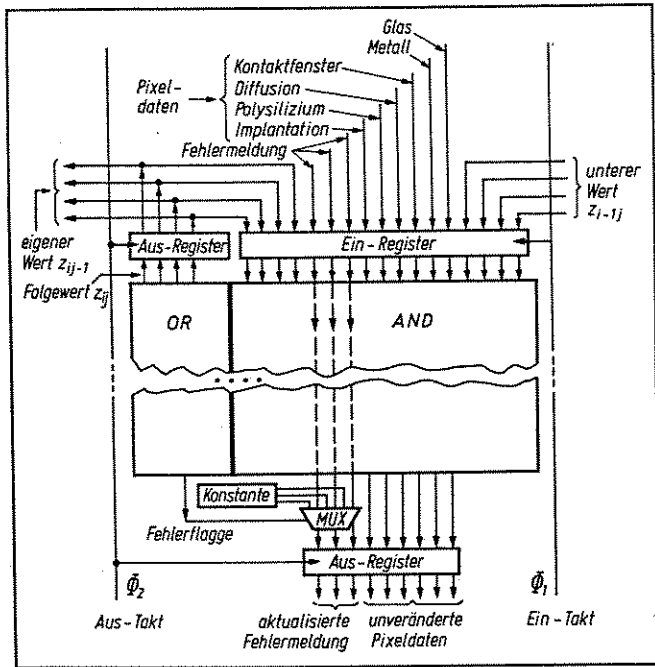 Glas
Metall
Kontaktfenster
Diffusion
Polysilizium
Implantation
Pixel-
daten
Fehlermeldung
unterer
Wert
z_{i-1j}
eigener
Wert z_{ij-1}
Aus-Register
Ein-Register
Folgewert z_{ij}
OR
AND
Konstante
MUX
Fehlerflagge
Aus-Register
Φ2
Φ1
Aus-Takt
aktualisierte
Fehlermeldung
unveränderte
Pixeldaten
Ein-Takt